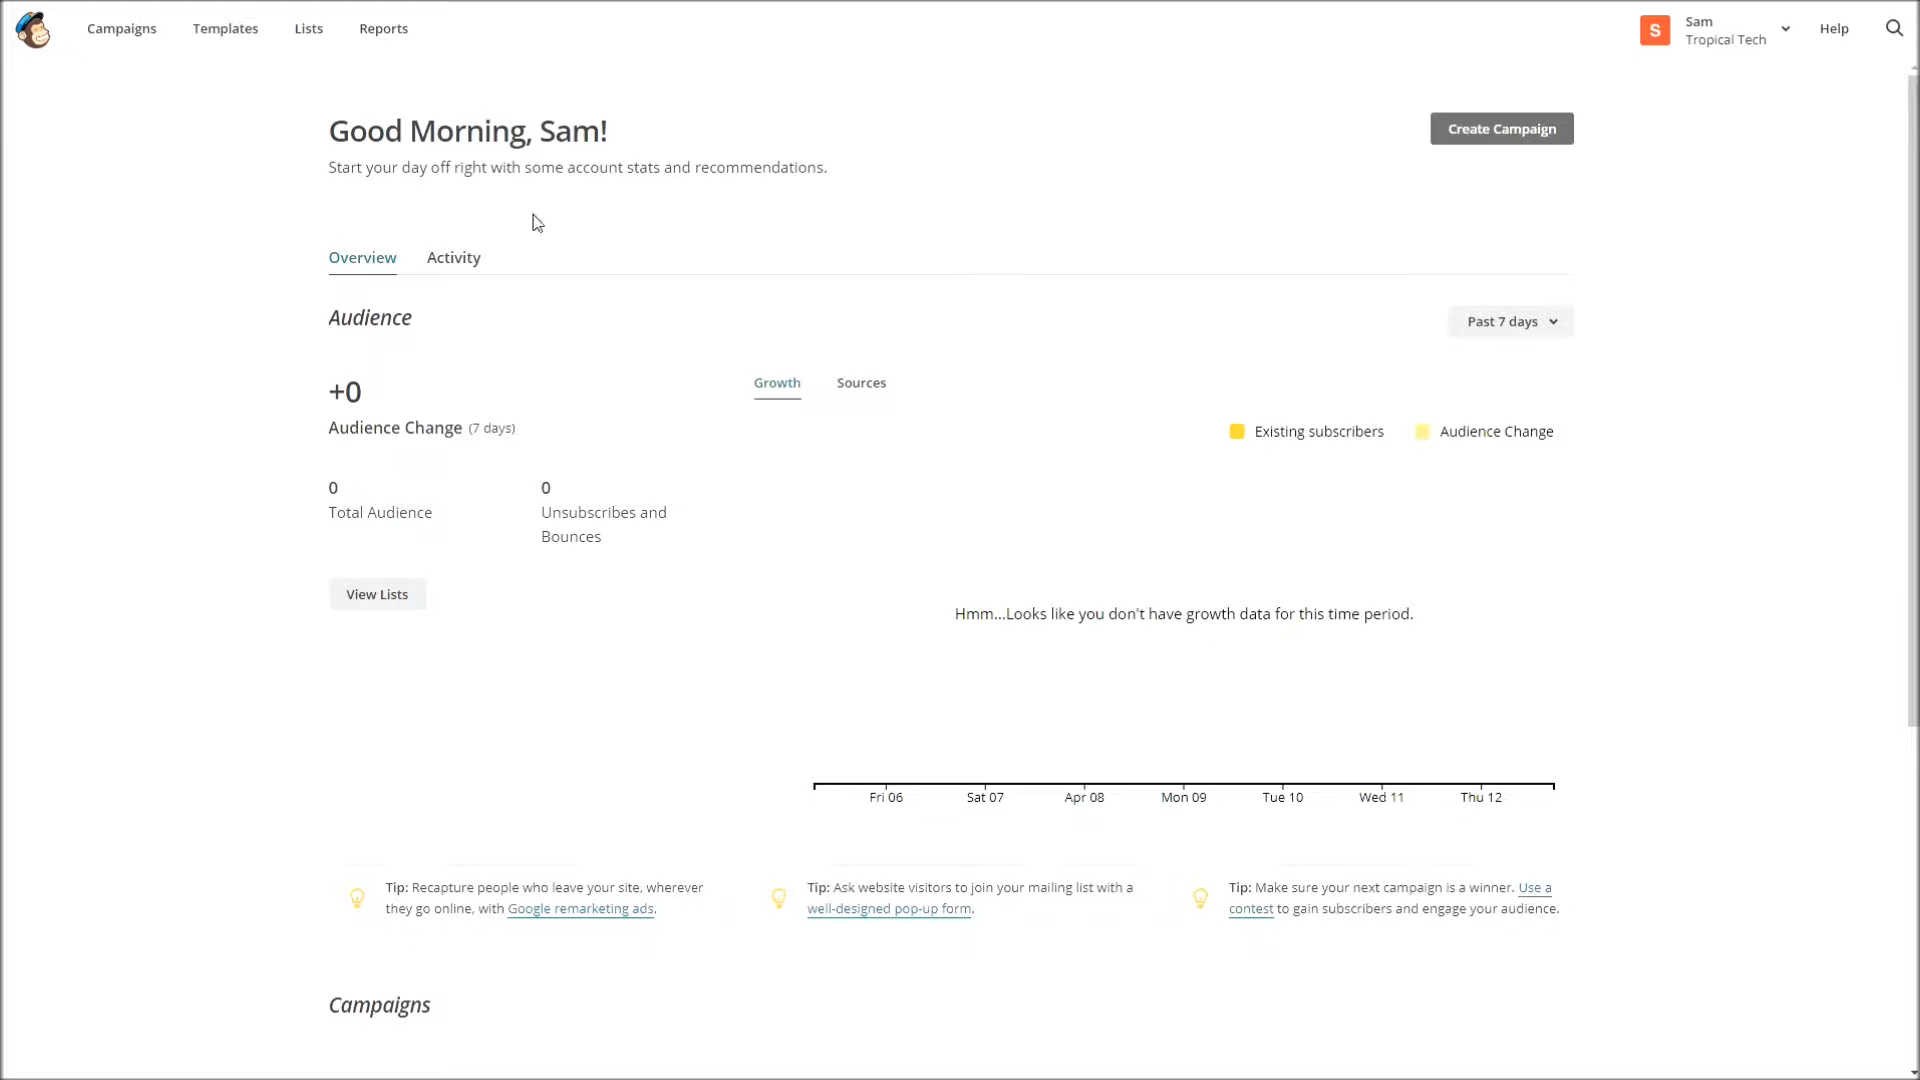 Campaigns
Templates
Lists
Reports
S
Sam
Tropical Tech
Help
Good Morning, Sam!
Create Campaign
Start your day off right with some account stats and recommendations.
Overview
Activity
Audience
Past 7 days
+0
Audience Change (7 days)
Growth
Sources
Existing subscribers
Audience Change
0
Total Audience
0
Unsubscribes and
Bounces
View Lists
Hmm...Looks like you don't have growth data for this time period.
Fri 06
Sat 07
Apr 08
Mon 09
Tue 10
Wed 11
Thu 12
Tip: Recapture people who leave your site, wherever
they go online, with Google remarketing ads.
Tip: Ask website visitors to join your mailing list with a
well-designed pop-up form.
Tip: Make sure your next campaign is a winner. Use a
contest to gain subscribers and engage your audience.
Campaigns